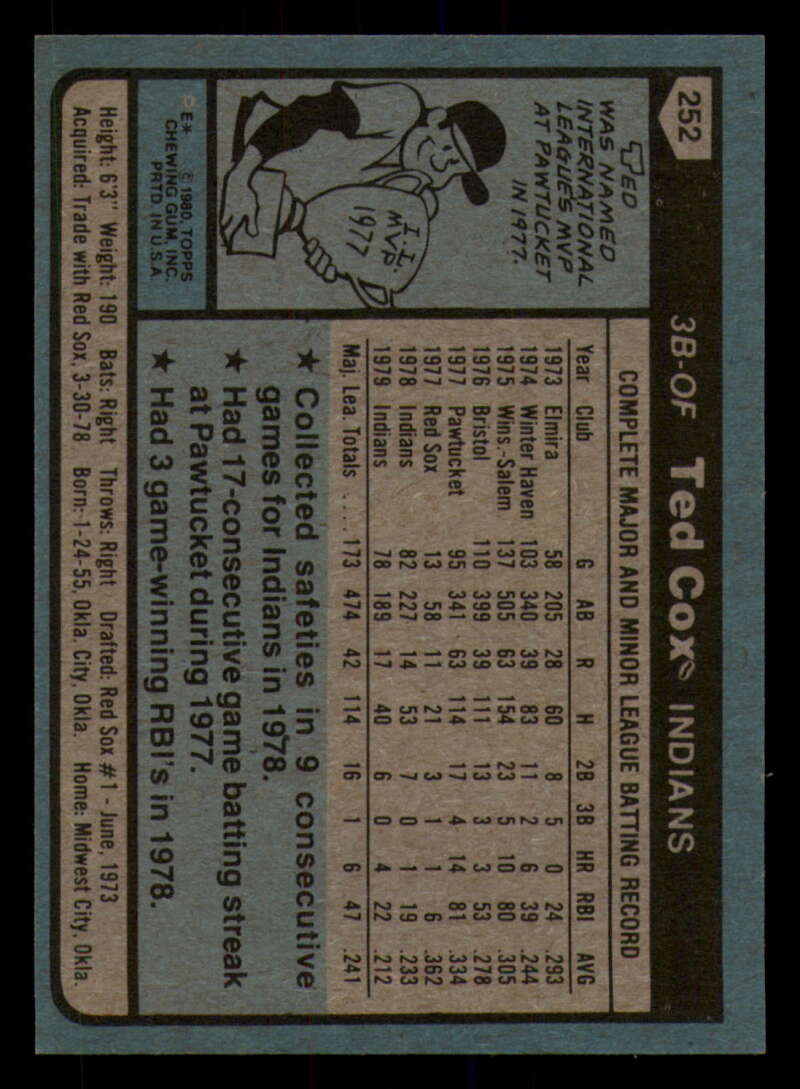 252
3B-OF Ted Cox INDIANS
TED
WAS NAMED
INTERNATIONAL
LEAGUE'S MVP
AT PAWTUCKET
IN 1977.
I.L.
MVP
1977
E* © 1980, TOPPS
CHEWING GUM, INC.
PRTD. IN U.S.A.
COMPLETE MAJOR AND MINOR LEAGUE BATTING RECORD
Year Club G AB R H 2B 3B HR RBI AVG
1973 Elmira 58 205 28 60 8 5 0 24 .293
1974 Winter Haven 103 340 39 83 11 2 6 39 .244
1975 Wins.-Salem 137 505 63 154 23 5 10 80 .305
1976 Bristol 110 399 39 111 13 3 3 53 .278
1977 Pawtucket 95 341 63 114 17 4 14 81 .334
1977 Red Sox 13 58 11 21 3 1 1 6 .362
1978 Indians 82 227 14 53 7 0 1 19 .233
1979 Indians 78 189 17 40 6 0 4 22 .212
Maj. Lea. Totals .... 173 474 42 114 16 1 6 47 .241
★ Collected safeties in 9 consecutive
games for Indians in 1978.
★ Had 17-consecutive game batting streak
at Pawtucket during 1977.
★ Had 3 game-winning RBI's in 1978.
Height: 6'3" Weight: 190 Bats: Right Throws: Right Drafted: Red Sox #1 - June, 1973
Acquired: Trade with Red Sox, 3-30-78 Born: 1-24-55, Okla. City, Okla. Home: Midwest City, Okla.